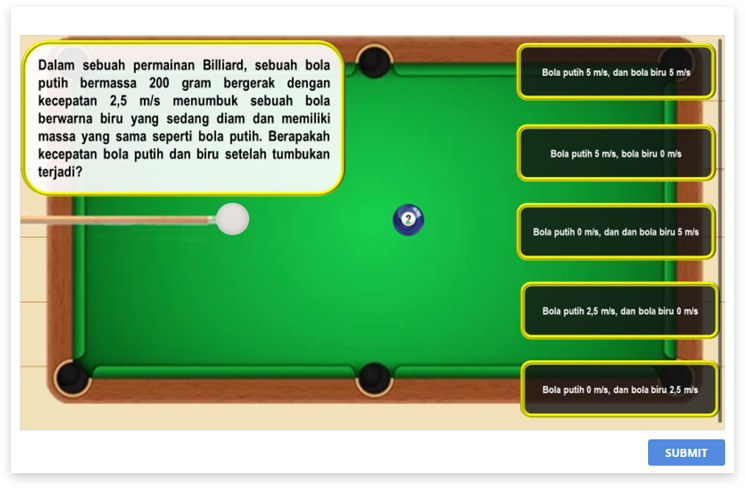 Dalam sebuah permainan Billiard, sebuah bola
putih bermassa 200 gram bergerak dengan
kecepatan 2,5 m/s menumbuk sebuah bola
berwarna biru yang sedang diam dan memiliki
massa yang sama seperti bola putih. Berapakah
kecepatan bola putih dan biru setelah tumbukan
terjadi?
Bola putih 5 m/s, dan bola biru 5 m/s
Bola putih 5 m/s, bola biru 0 m/s
Bola putih 0 m/s, dan dan bola biru 5 m/s
Bola putih 2,5 m/s, dan bola biru 0 m/s
Bola putih 0 m/s, dan bola biru 2,5 m/s
2
SUBMIT